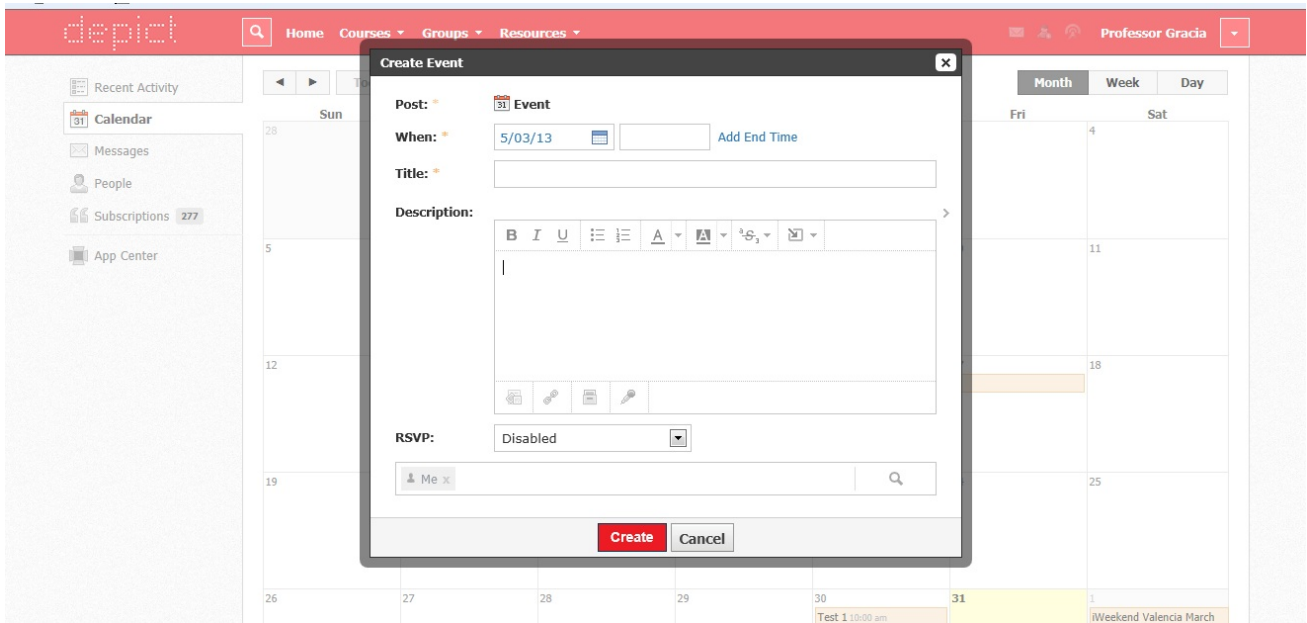 depict
Home Courses Groups Resources
Professor Gracia
Recent Activity
31 Calendar
Messages
People
Subscriptions 277
App Center
Month Week Day
Sun Fri Sat
28 4
5 11
12 18
19 25
26 27 28 29 30 31 1
Test 1 10:00 am
iWeekend Valencia March
Create Event
Post: * 31 Event
When: * 5/03/13 Add End Time
Title: *
Description:
B I U A A
RSVP: Disabled
Me x
Create Cancel